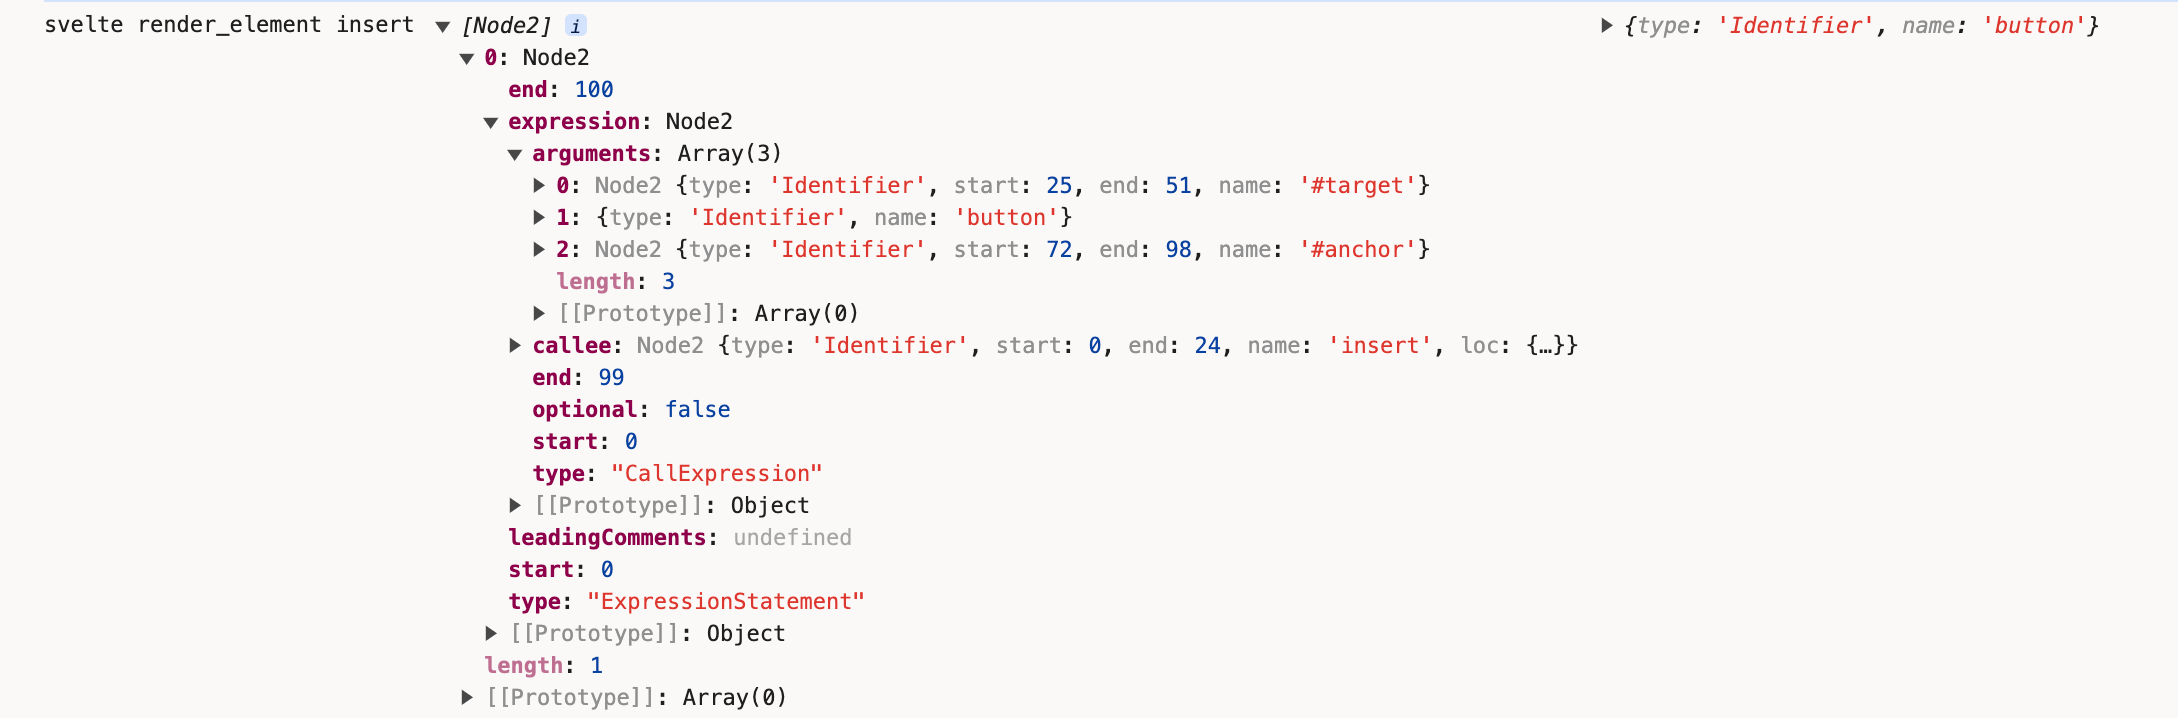 svelte render_element insert ▼ [Node2] i ▶ {type: 'Identifier', name: 'button'}
▼ 0: Node2
end: 100
▼ expression: Node2
▼ arguments: Array(3)
▶ 0: Node2 {type: 'Identifier', start: 25, end: 51, name: '#target'}
▶ 1: {type: 'Identifier', name: 'button'}
▶ 2: Node2 {type: 'Identifier', start: 72, end: 98, name: '#anchor'}
length: 3
▶ [[Prototype]]: Array(0)
▶ callee: Node2 {type: 'Identifier', start: 0, end: 24, name: 'insert', loc: {…}}
end: 99
optional: false
start: 0
type: "CallExpression"
▶ [[Prototype]]: Object
leadingComments: undefined
start: 0
type: "ExpressionStatement"
▶ [[Prototype]]: Object
length: 1
▶ [[Prototype]]: Array(0)